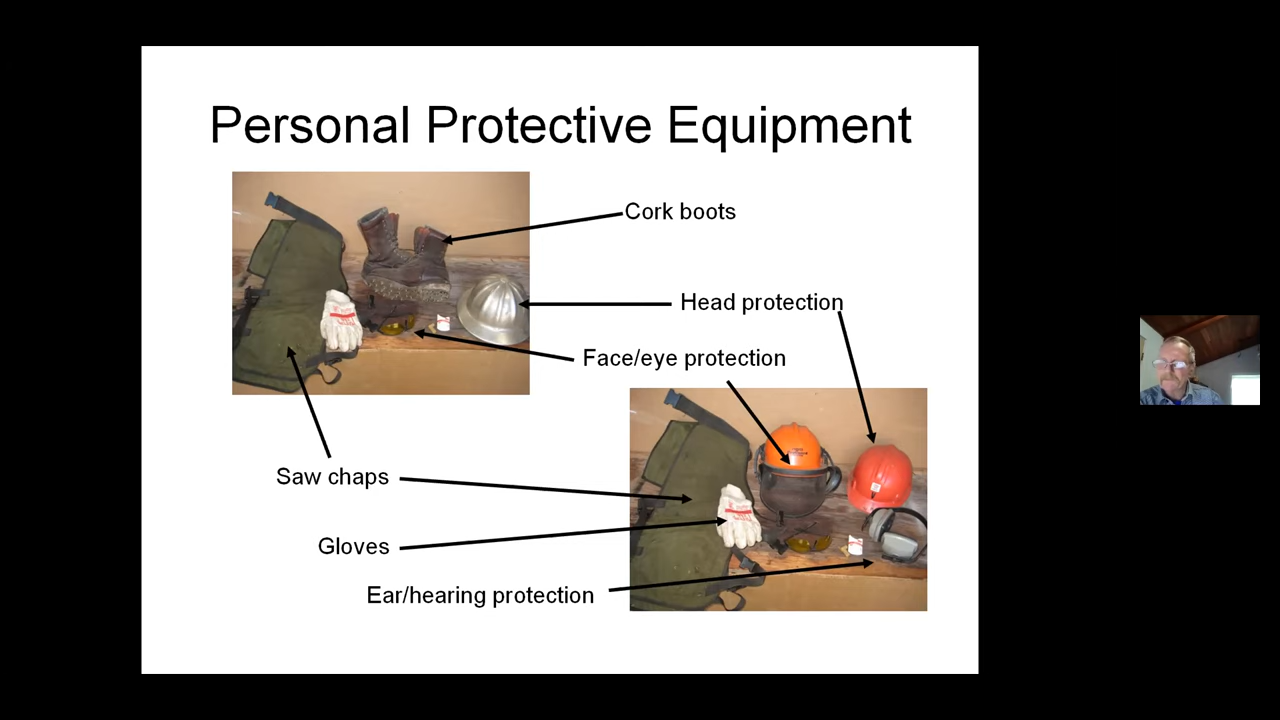 Personal Protective Equipment
Cork boots
Head protection
Face/eye protection
Saw chaps
Gloves
Ear/hearing protection